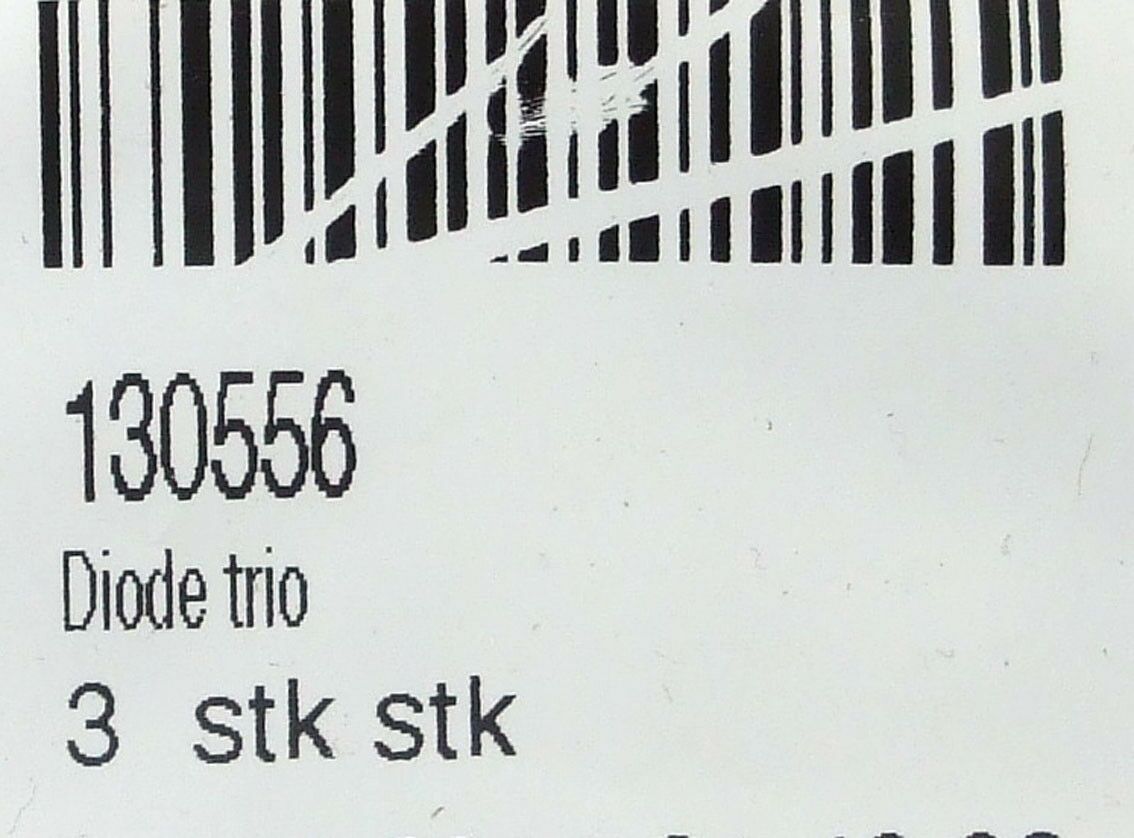 130556
Diode trio
3 stk stk